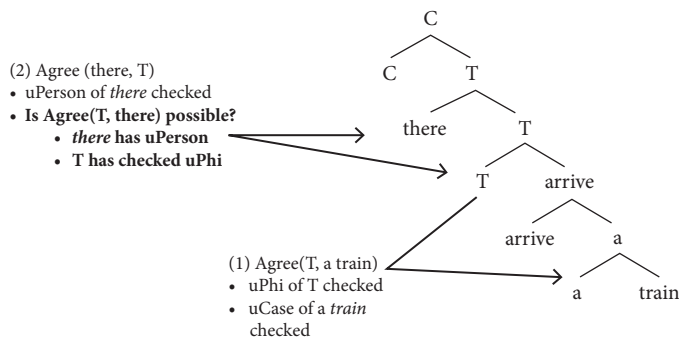 C
C T
(2) Agree (there, T)
• uPerson of there checked
• Is Agree(T, there) possible?
• there has uPerson
• T has checked uPhi
there T
T arrive
arrive a
(1) Agree(T, a train)
• uPhi of T checked
• uCase of a train
checked
a train